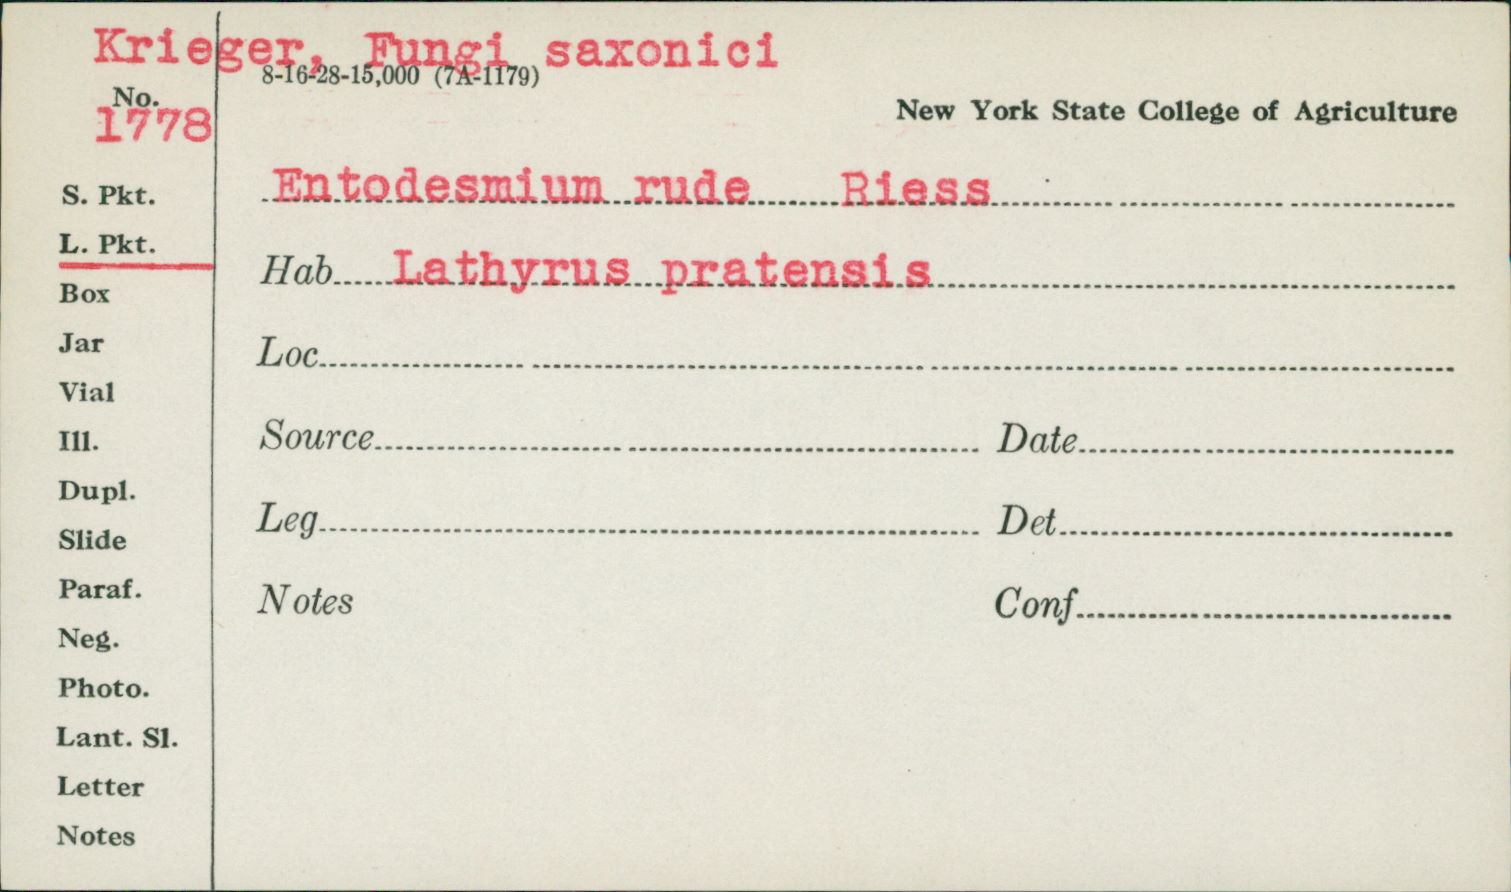 Krieger, Fungi saxonici
8-16-28-15,000 (7A-1179)
No.
1778
New York State College of Agriculture
S. Pkt.
L. Pkt.
Box
Jar
Vial
Ill.
Dupl.
Slide
Paraf.
Neg.
Photo.
Lant. Sl.
Letter
Notes
Entodesmium rude Riess
Hab Lathyrus pratensis
Loc
Source Date
Leg Det
Notes Conf